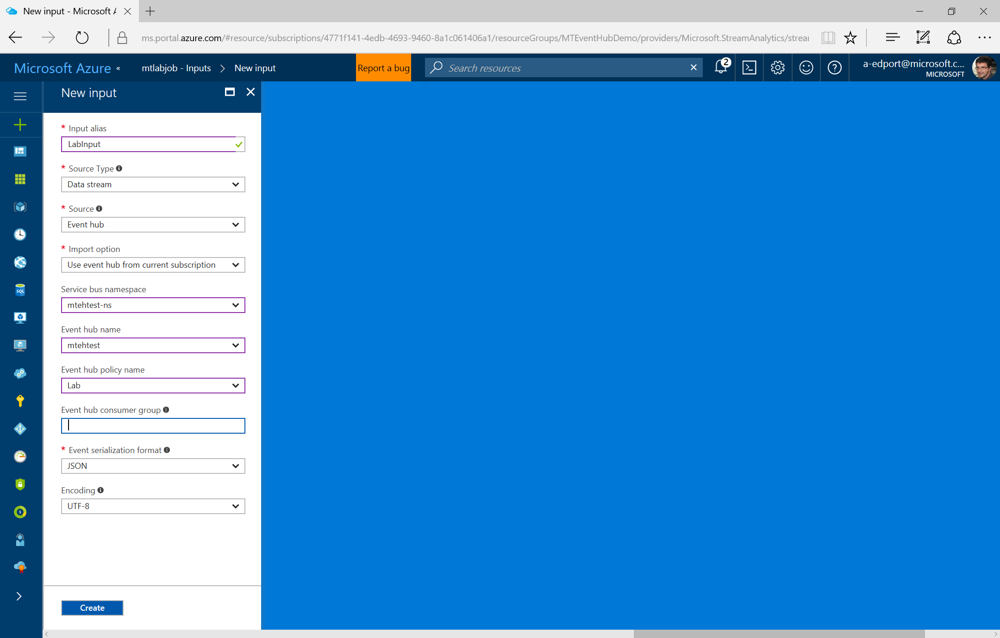 New input - Microsoft A
ms.portal.azure.com/#resource/subscriptions/4771f141-4edb-4693-9460-8a1c061406a1/resourceGroups/MTEventHubDemo/providers/Microsoft.StreamAnalytics/strea
Microsoft Azure «
mtlabjob - Inputs > New input
Report a bug
Search resources
2
a-edport@microsoft.c...
MICROSOFT
New input
* Input alias
LabInput
* Source Type
Data stream
* Source
Event hub
* Import option
Use event hub from current subscription
Service bus namespace
mtehtest-ns
Event hub name
mtehtest
Event hub policy name
Lab
Event hub consumer group
* Event serialization format
JSON
Encoding
UTF-8
SQL
Create